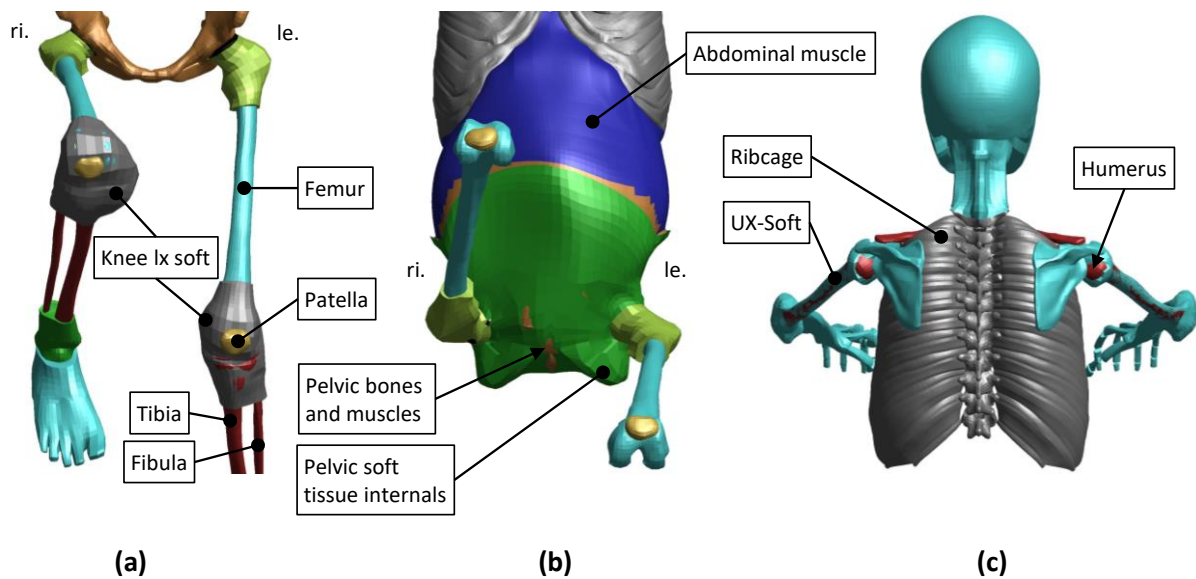 ri.
le.
Femur
Knee lx soft
Patella
Tibia
Fibula
(a)
Abdominal muscle
ri.
le.
Pelvic bones
and muscles
Pelvic soft
tissue internals
(b)
Ribcage
Humerus
UX-Soft
(c)